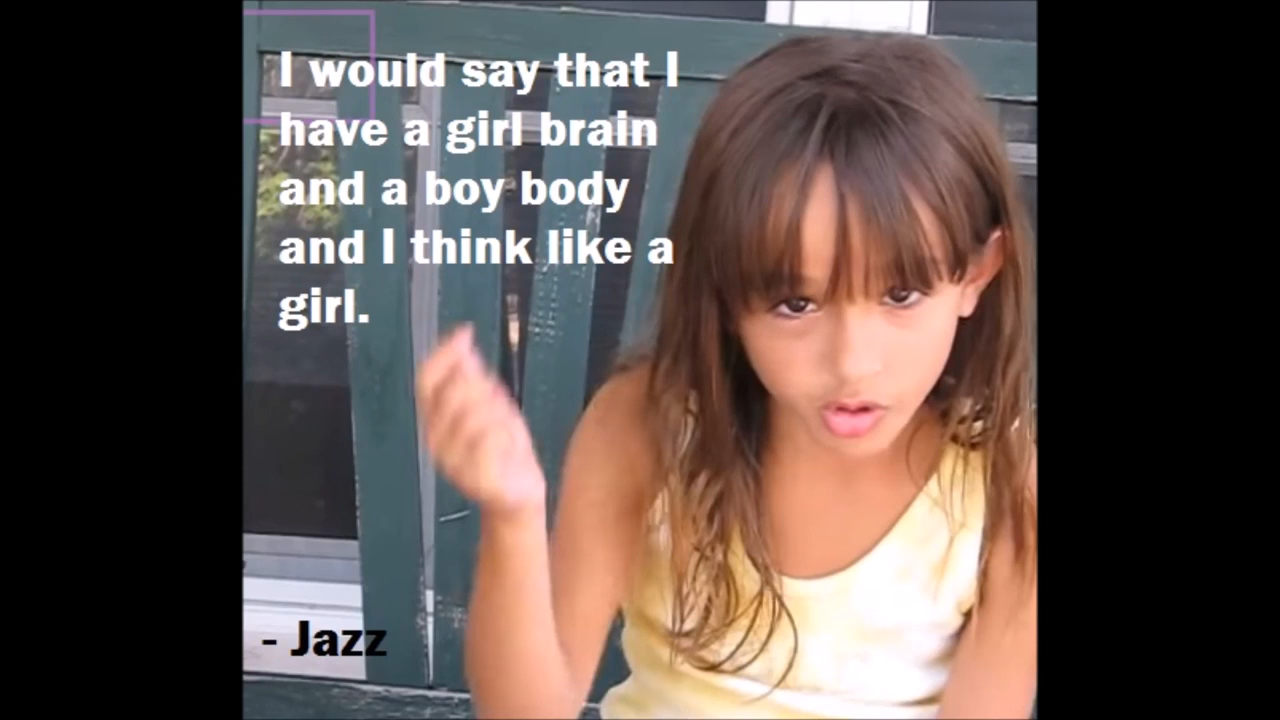 I would say that I
have a girl brain
and a boy body
and I think like a
girl.
- Jazz